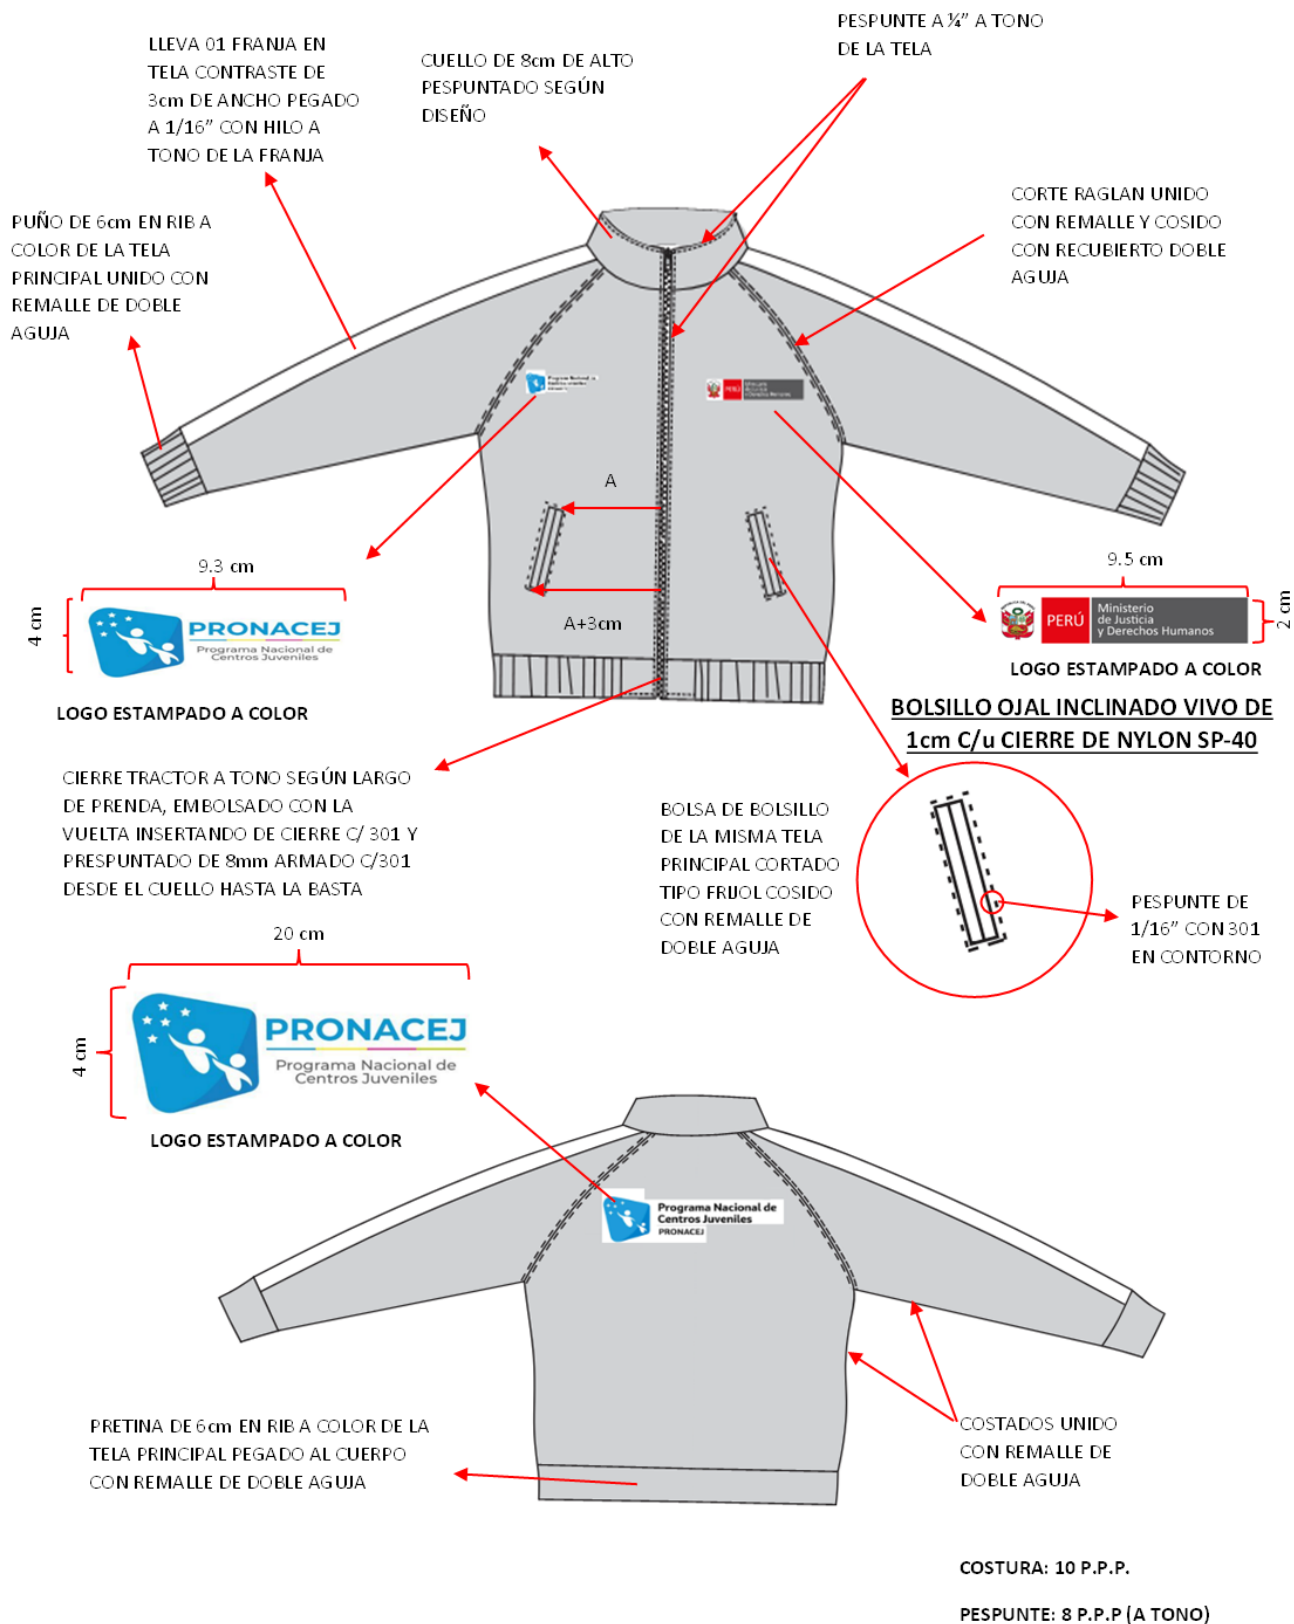 PESPUNTE A ¼" A TONO
DE LA TELA
LLEVA 01 FRANJA EN
TELA CONTRASTE DE
3cm DE ANCHO PEGADO
A 1/16" CON HILO A
TONO DE LA FRANJA
CUELLO DE 8cm DE ALTO
PESPUNTADO SEGÚN
DISEÑO
PUÑO DE 6cm EN RIB A
COLOR DE LA TELA
PRINCIPAL UNIDO CON
REMALLE DE DOBLE
AGUJA
CORTE RAGLAN UNIDO
CON REMALLE Y COSIDO
CON RECUBIERTO DOBLE
AGUJA
Programa Nacional de
PERÚ
Ministerio
de Justicia
y Derechos Humanos
A
A+3cm
9.3 cm
4 cm
PRONACEJ
Programa Nacional de
Centros Juveniles
LOGO ESTAMPADO A COLOR
9.5 cm
2 cm
PERÚ
Ministerio
de Justicia
y Derechos Humanos
LOGO ESTAMPADO A COLOR
BOLSILLO OJAL INCLINADO VIVO DE
1cm C/u CIERRE DE NYLON SP-40
CIERRE TRACTOR A TONO SEGÚN LARGO
DE PRENDA, EMBOLSADO CON LA
VUELTA INSERTANDO DE CIERRE C/ 301 Y
PRESPUNTADO DE 8mm ARMADO C/301
DESDE EL CUELLO HASTA LA BASTA
BOLSA DE BOLSILLO
DE LA MISMA TELA
PRINCIPAL CORTADO
TIPO FRIJOL COSIDO
CON REMALLE DE
DOBLE AGUJA
PESPUNTE DE
1/16" CON 301
EN CONTORNO
20 cm
4 cm
PRONACEJ
Programa Nacional de
Centros Juveniles
LOGO ESTAMPADO A COLOR
Programa Nacional de
Centros Juveniles
PRONACEJ
PRETINA DE 6cm EN RIB A COLOR DE LA
TELA PRINCIPAL PEGADO AL CUERPO
CON REMALLE DE DOBLE AGUJA
COSTADOS UNIDO
CON REMALLE DE
DOBLE AGUJA
COSTURA: 10 P.P.P.
PESPUNTE: 8 P.P.P (A TONO)